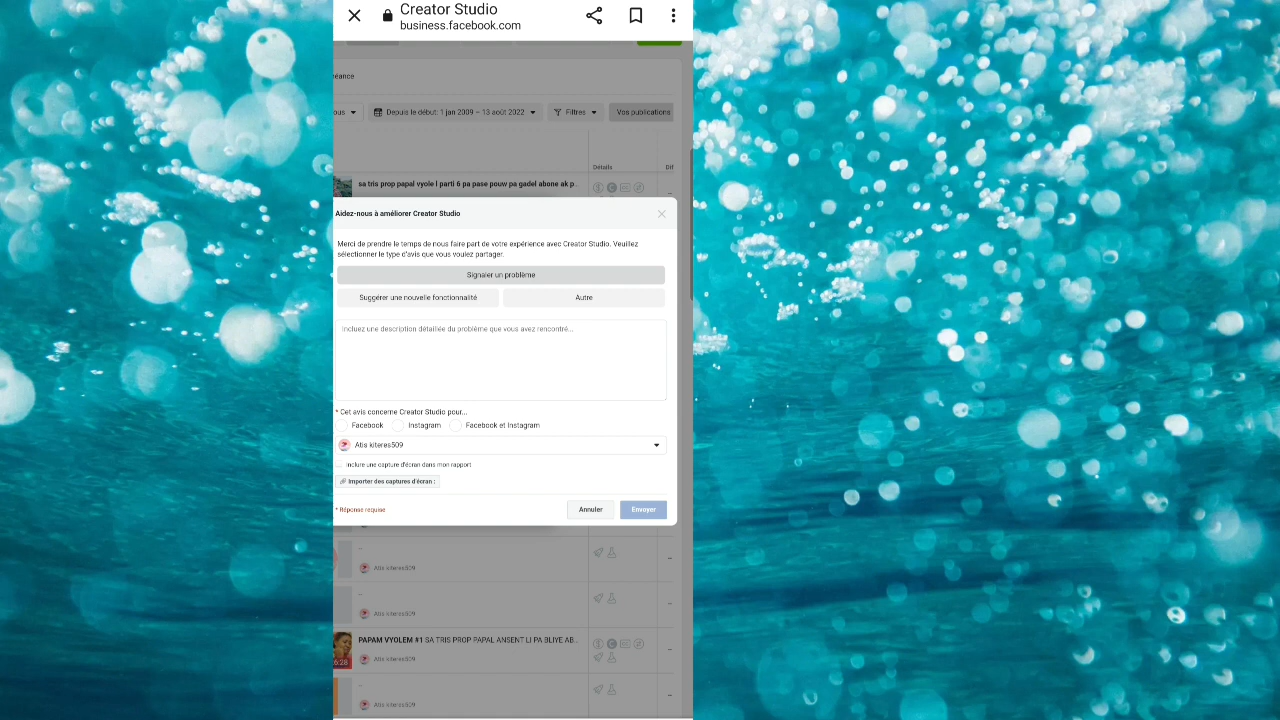 Creator Studio
business.facebook.com
éance
ous
Depuis le début: 1 jan 2009 – 13 août 2022
Filtres
Vos publications
Détails
Dif
sa tris prop papal vyole l parti 6 pa pase pouw pa gadel abone ak p..
Aidez-nous à améliorer Creator Studio
Merci de prendre le temps de nous faire part de votre expérience avec Creator Studio. Veuillez
sélectionner le type d'avis que vous voulez partager.
Signaler un problème
Suggérer une nouvelle fonctionnalité
Autre
Incluez une description détaillée du problème que vous avez rencontré...
* Cet avis concerne Creator Studio pour...
Facebook
Instagram
Facebook et Instagram
Atis kiteres509
Inclure une capture d'écran dans mon rapport
Importer des captures d'écran :
* Réponse requise
Annuler
Envoyer
--
Atis kiteres509
--
Atis kiteres509
PAPAM VYOLEM #1 SA TRIS PROP PAPAL ANSENT LI PA BLIYE AB..
6:28
Atis kiteres509
--
Atis kiteres509